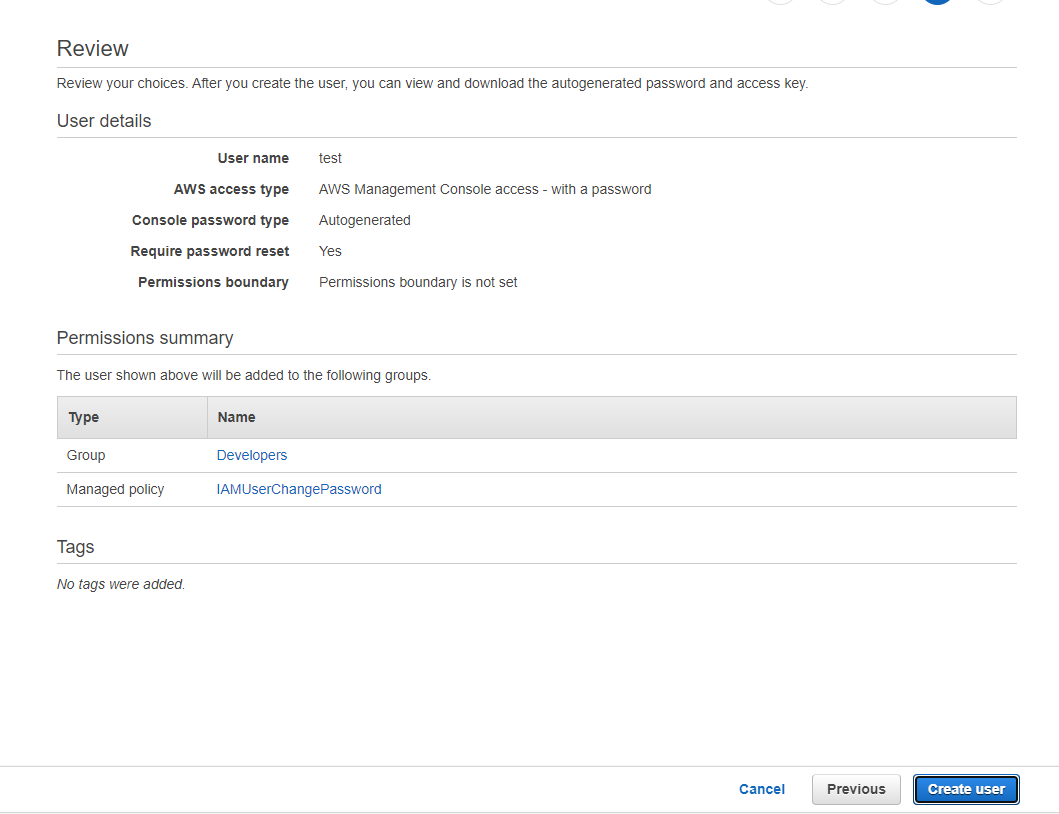 Review
Review your choices. After you create the user, you can view and download the autogenerated password and access key.
User details
User name test
AWS access type AWS Management Console access - with a password
Console password type Autogenerated
Require password reset Yes
Permissions boundary Permissions boundary is not set
Permissions summary
The user shown above will be added to the following groups.
Type Name
Group Developers
Managed policy IAMUserChangePassword
Tags
No tags were added.
Cancel Previous Create user